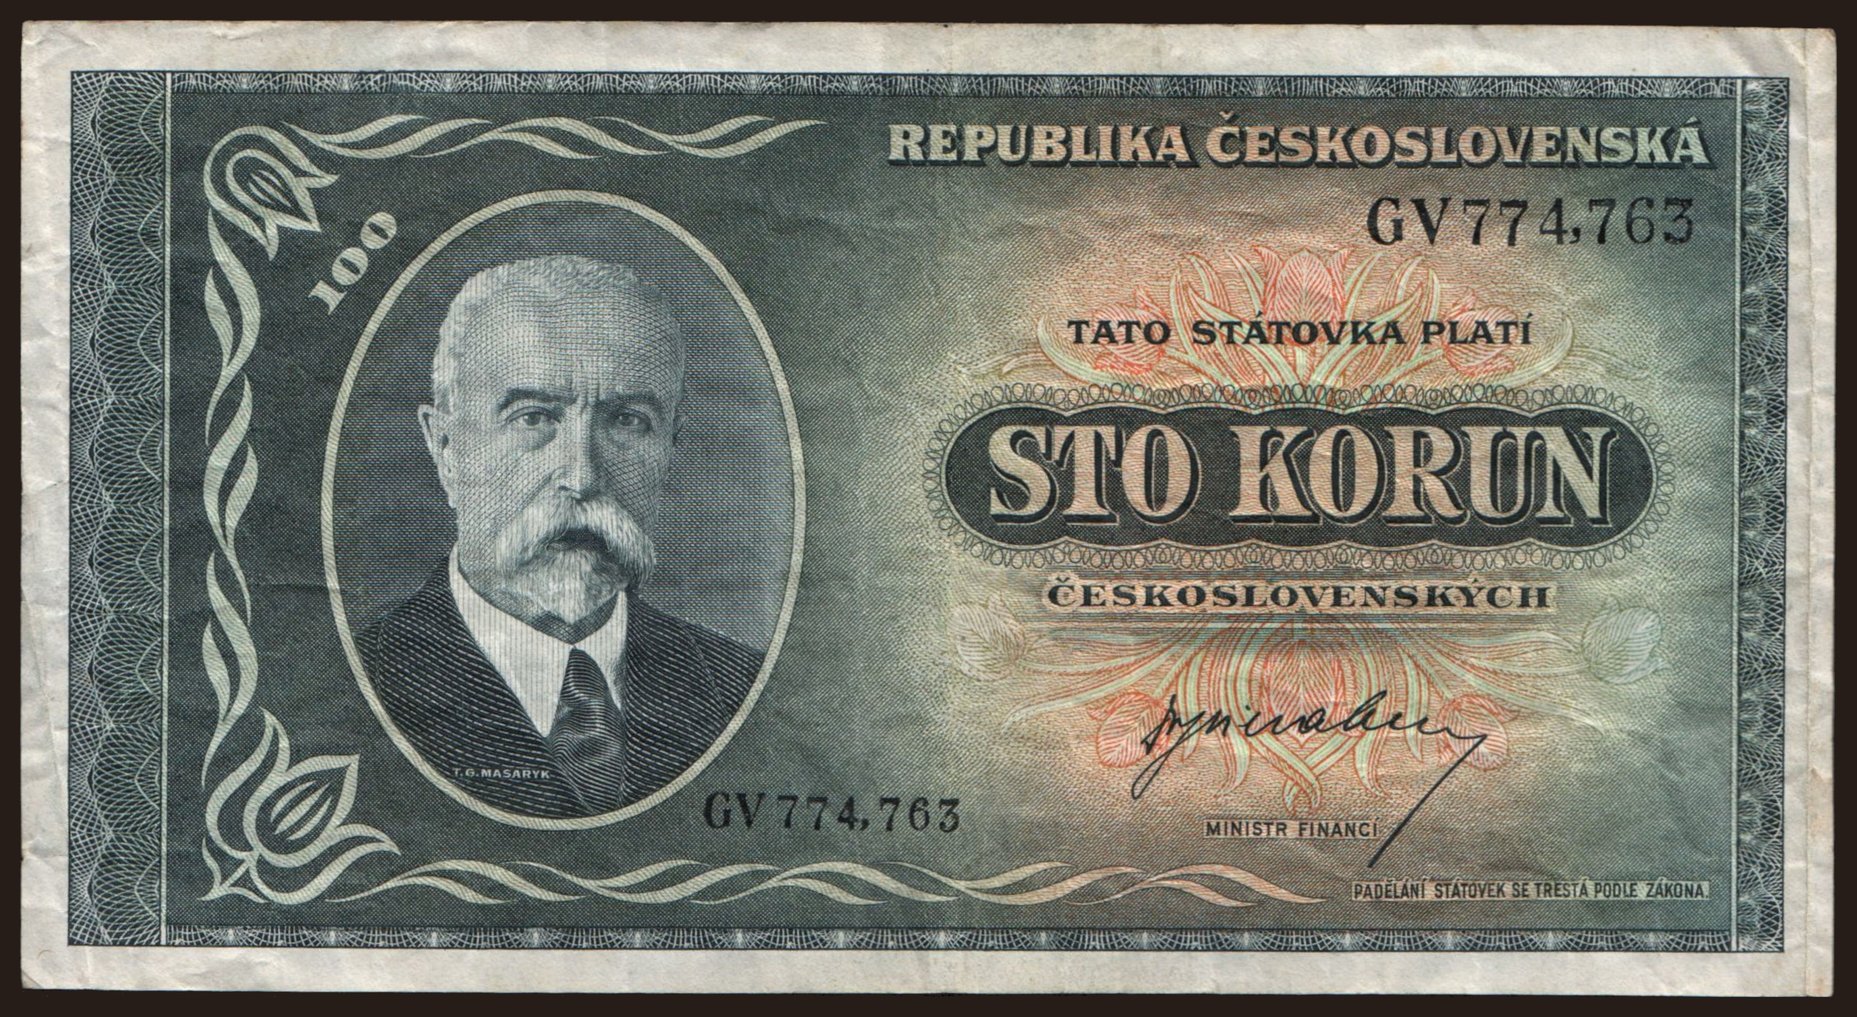 REPUBLIKA ČESKOSLOVENSKÁ
GV 774,763
100
TATO STÁTOVKA PLATÍ
STO KORUN
ČESKOSLOVENSKÝCH
T. G. MASARYK
GV 774,763
MINISTR FINANCÍ
PADĚLÁNÍ STÁTOVEK SE TRESTÁ PODLE ZÁKONA.